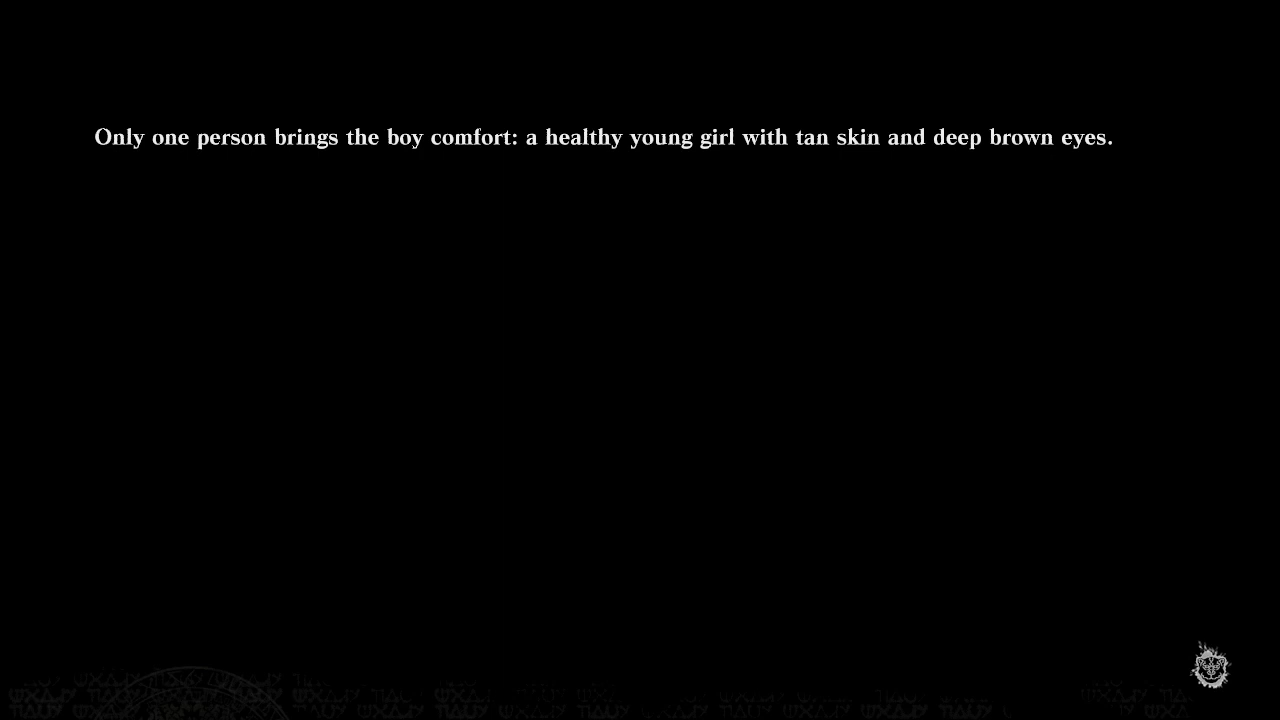 Only one person brings the boy comfort: a healthy young girl with tan skin and deep brown eyes.